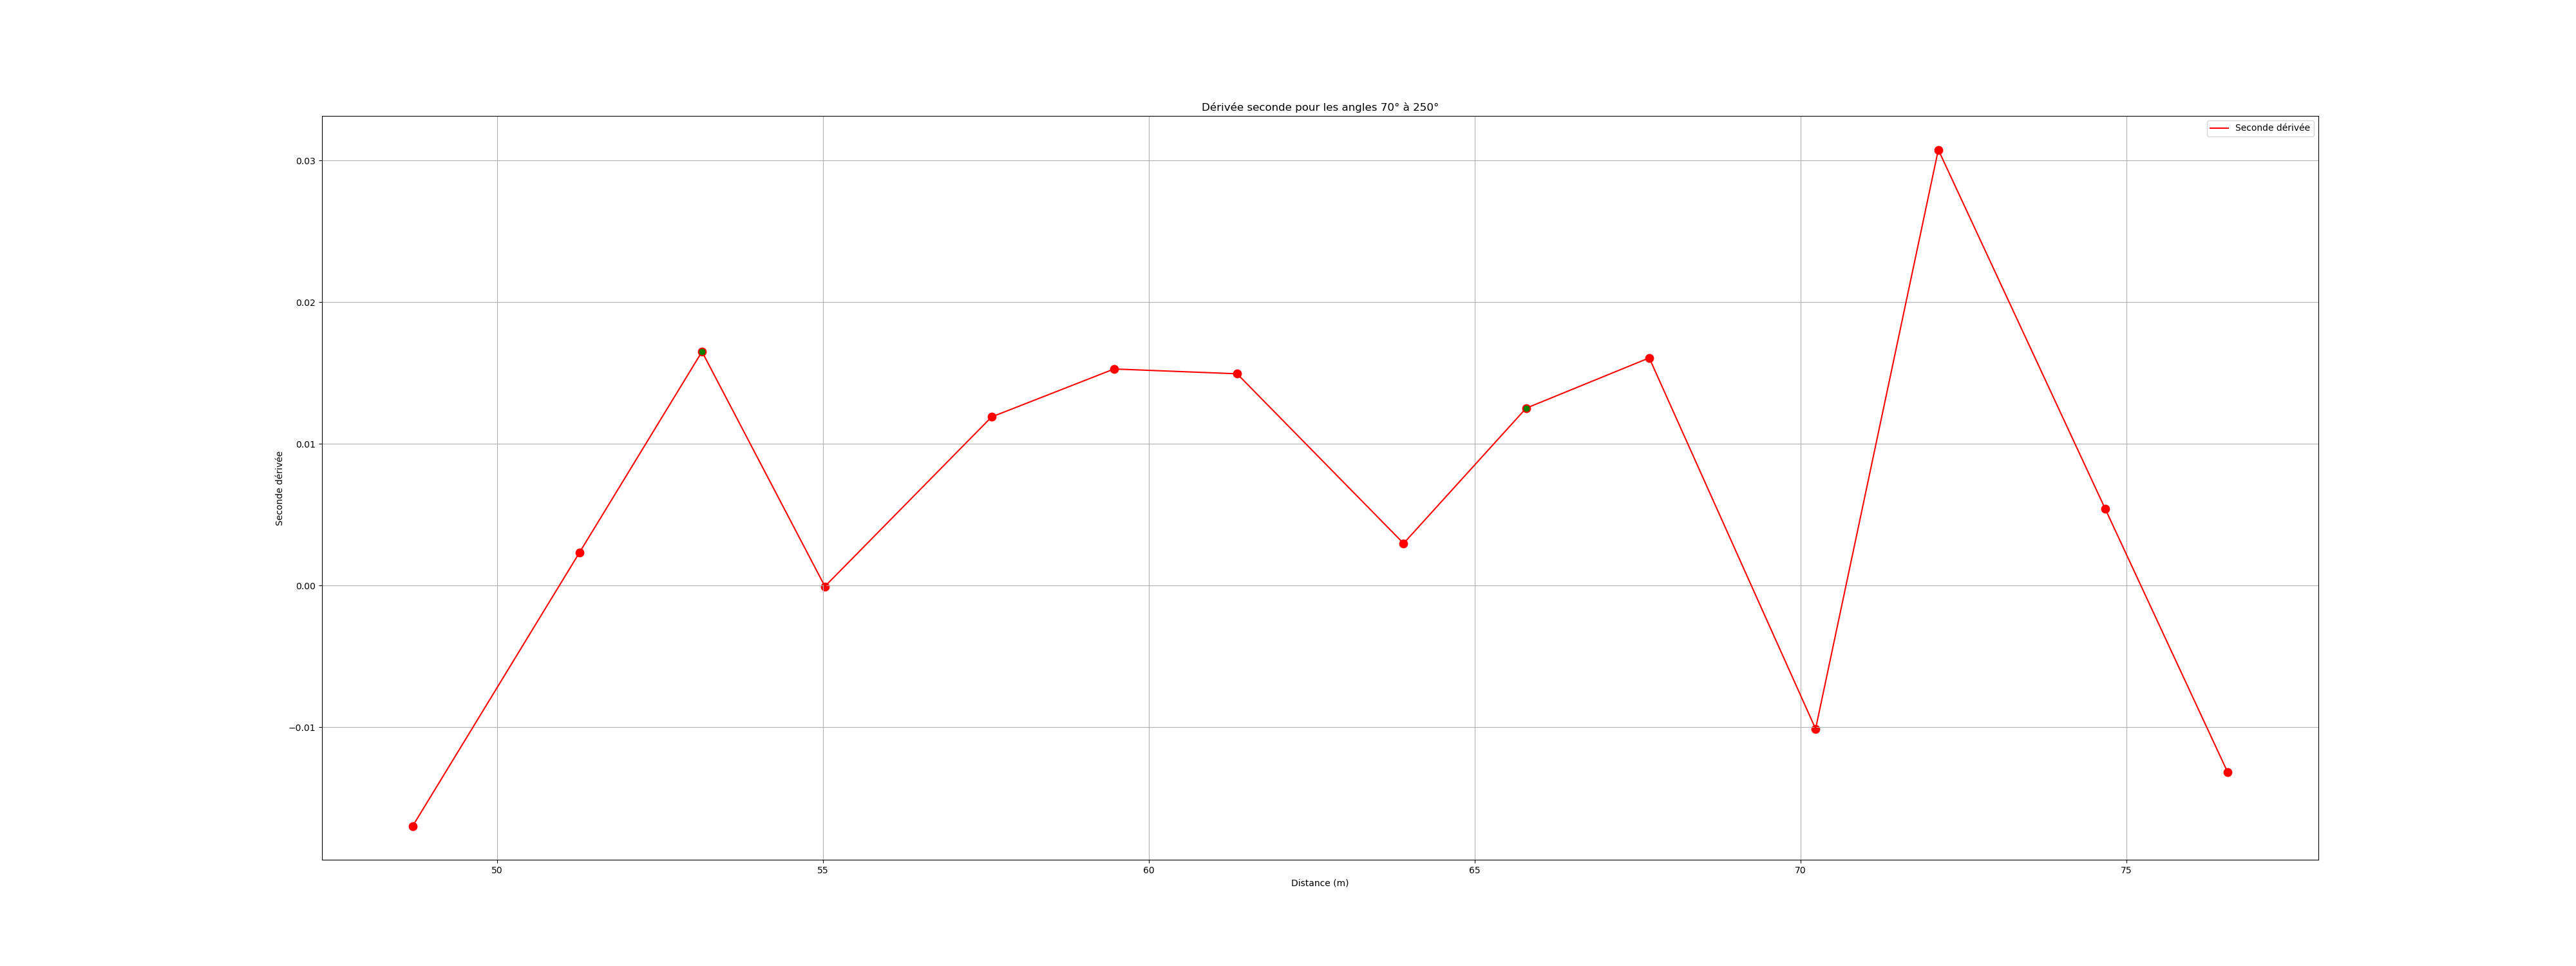 Dérivée seconde pour les angles 70° à 250°
Seconde dérivée
0.03
0.02
0.01
0.00
−0.01
Seconde dérivée
50 55 60 65 70 75
Distance (m)